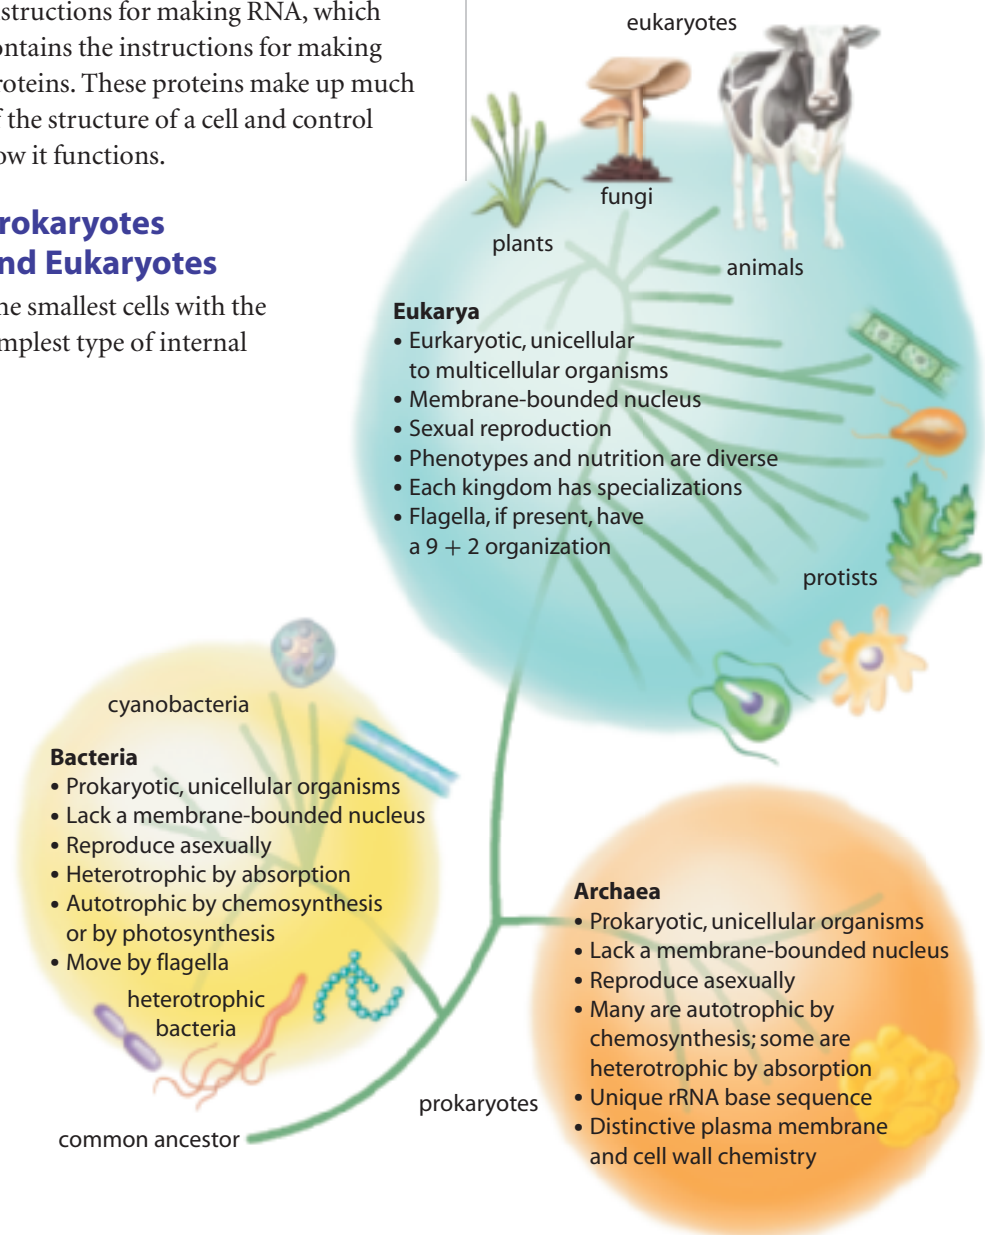 structions for making RNA, which
ontains the instructions for making
roteins. These proteins make up much
f the structure of a cell and control
ow it functions.
rokaryotes
nd Eukaryotes
he smallest cells with the
mplest type of internal
eukaryotes
fungi
plants
animals
Eukarya
• Eurkaryotic, unicellular
to multicellular organisms
• Membrane-bounded nucleus
• Sexual reproduction
• Phenotypes and nutrition are diverse
• Each kingdom has specializations
• Flagella, if present, have
a 9 + 2 organization
protists
cyanobacteria
Bacteria
• Prokaryotic, unicellular organisms
• Lack a membrane-bounded nucleus
• Reproduce asexually
• Heterotrophic by absorption
• Autotrophic by chemosynthesis
or by photosynthesis
• Move by flagella
heterotrophic
bacteria
Archaea
• Prokaryotic, unicellular organisms
• Lack a membrane-bounded nucleus
• Reproduce asexually
• Many are autotrophic by
chemosynthesis; some are
heterotrophic by absorption
• Unique rRNA base sequence
• Distinctive plasma membrane
and cell wall chemistry
prokaryotes
common ancestor